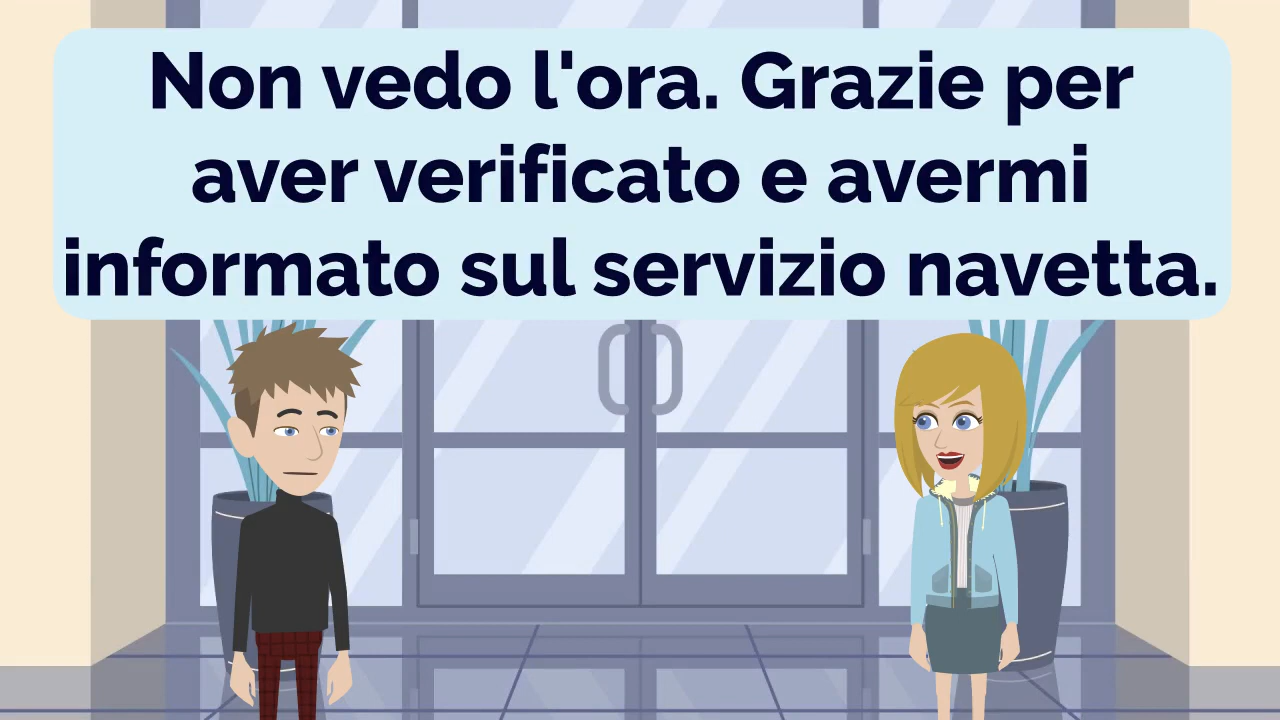 Non vedo l'ora. Grazie per
aver verificato e avermi
informato sul servizio navetta.